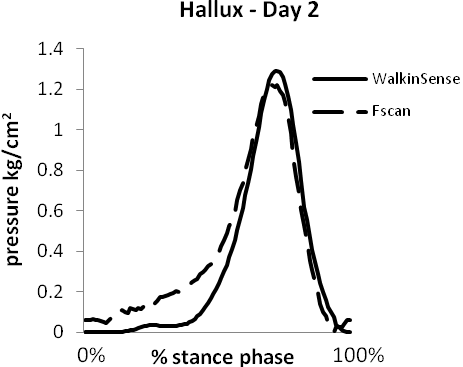 Hallux - Day 2
1.4
1.2
1
0.8
0.6
0.4
0.2
0
pressure kg/cm²
WalkinSense
Fscan
0%
% stance phase
100%